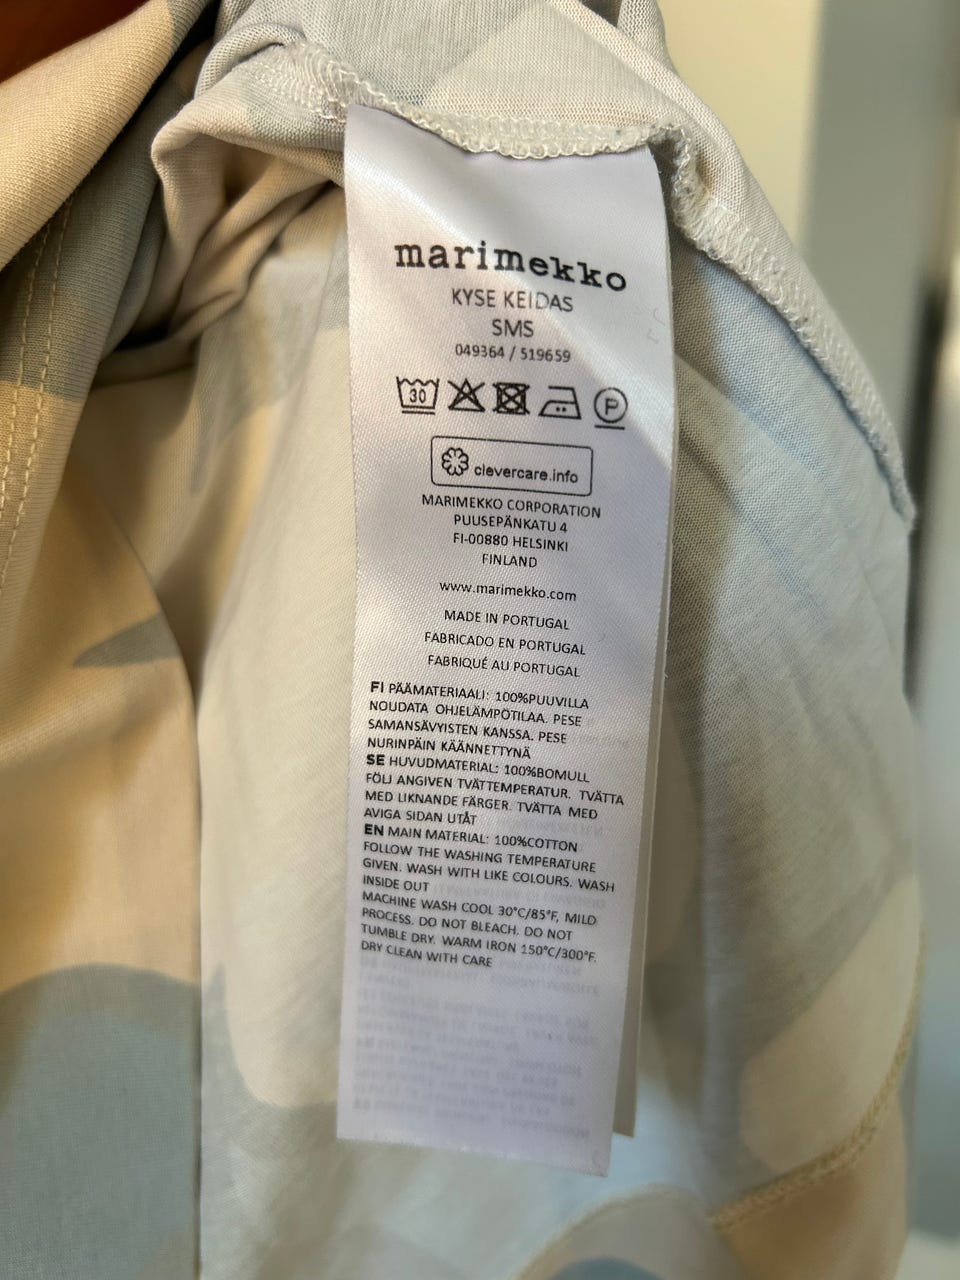 marimekko
KYSE KEIDAS
SMS
049364 / 519659
30
P
clevercare.info
MARIMEKKO CORPORATION
PUUSEPÄNKATU 4
FI-00880 HELSINKI
FINLAND
www.marimekko.com
MADE IN PORTUGAL
FABRICADO EN PORTUGAL
FABRIQUÉ AU PORTUGAL
FI PÄÄMATERIAALI: 100%PUUVILLA
NOUDATA OHJELÄMPÖTILAA. PESE
SAMANSÄVYISTEN KANSSA. PESE
NURINPÄIN KÄÄNNETTYNÄ
SE HUVUDMATERIAL: 100%BOMULL
FÖLJ ANGIVEN TVÄTTEMPERATUR. TVÄTTA
MED LIKNANDE FÄRGER. TVÄTTA MED
AVIGA SIDAN UTÅT
EN MAIN MATERIAL: 100%COTTON
FOLLOW THE WASHING TEMPERATURE
GIVEN. WASH WITH LIKE COLOURS. WASH
INSIDE OUT
MACHINE WASH COOL 30°C/85°F, MILD
PROCESS. DO NOT BLEACH. DO NOT
TUMBLE DRY. WARM IRON 150°C/300°F.
DRY CLEAN WITH CARE